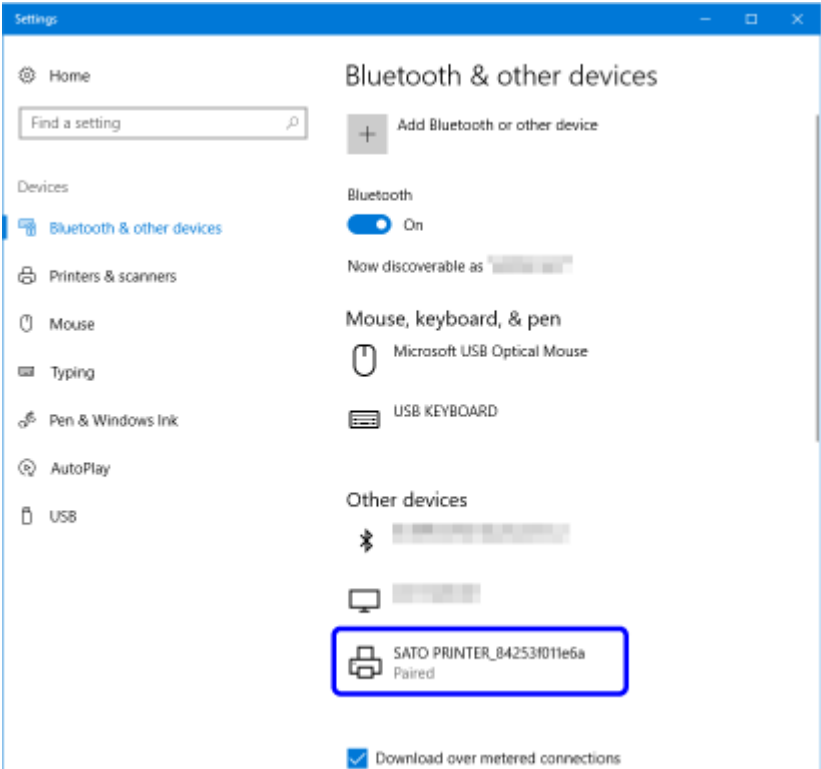 Settings
Home
Find a setting
Devices
Bluetooth & other devices
Printers & scanners
Mouse
Typing
Pen & Windows Ink
AutoPlay
USB
Bluetooth & other devices
Add Bluetooth or other device
Bluetooth
On
Now discoverable as
Mouse, keyboard, & pen
Microsoft USB Optical Mouse
USB KEYBOARD
Other devices
SATO PRINTER_84253f011e6a
Paired
Download over metered connections